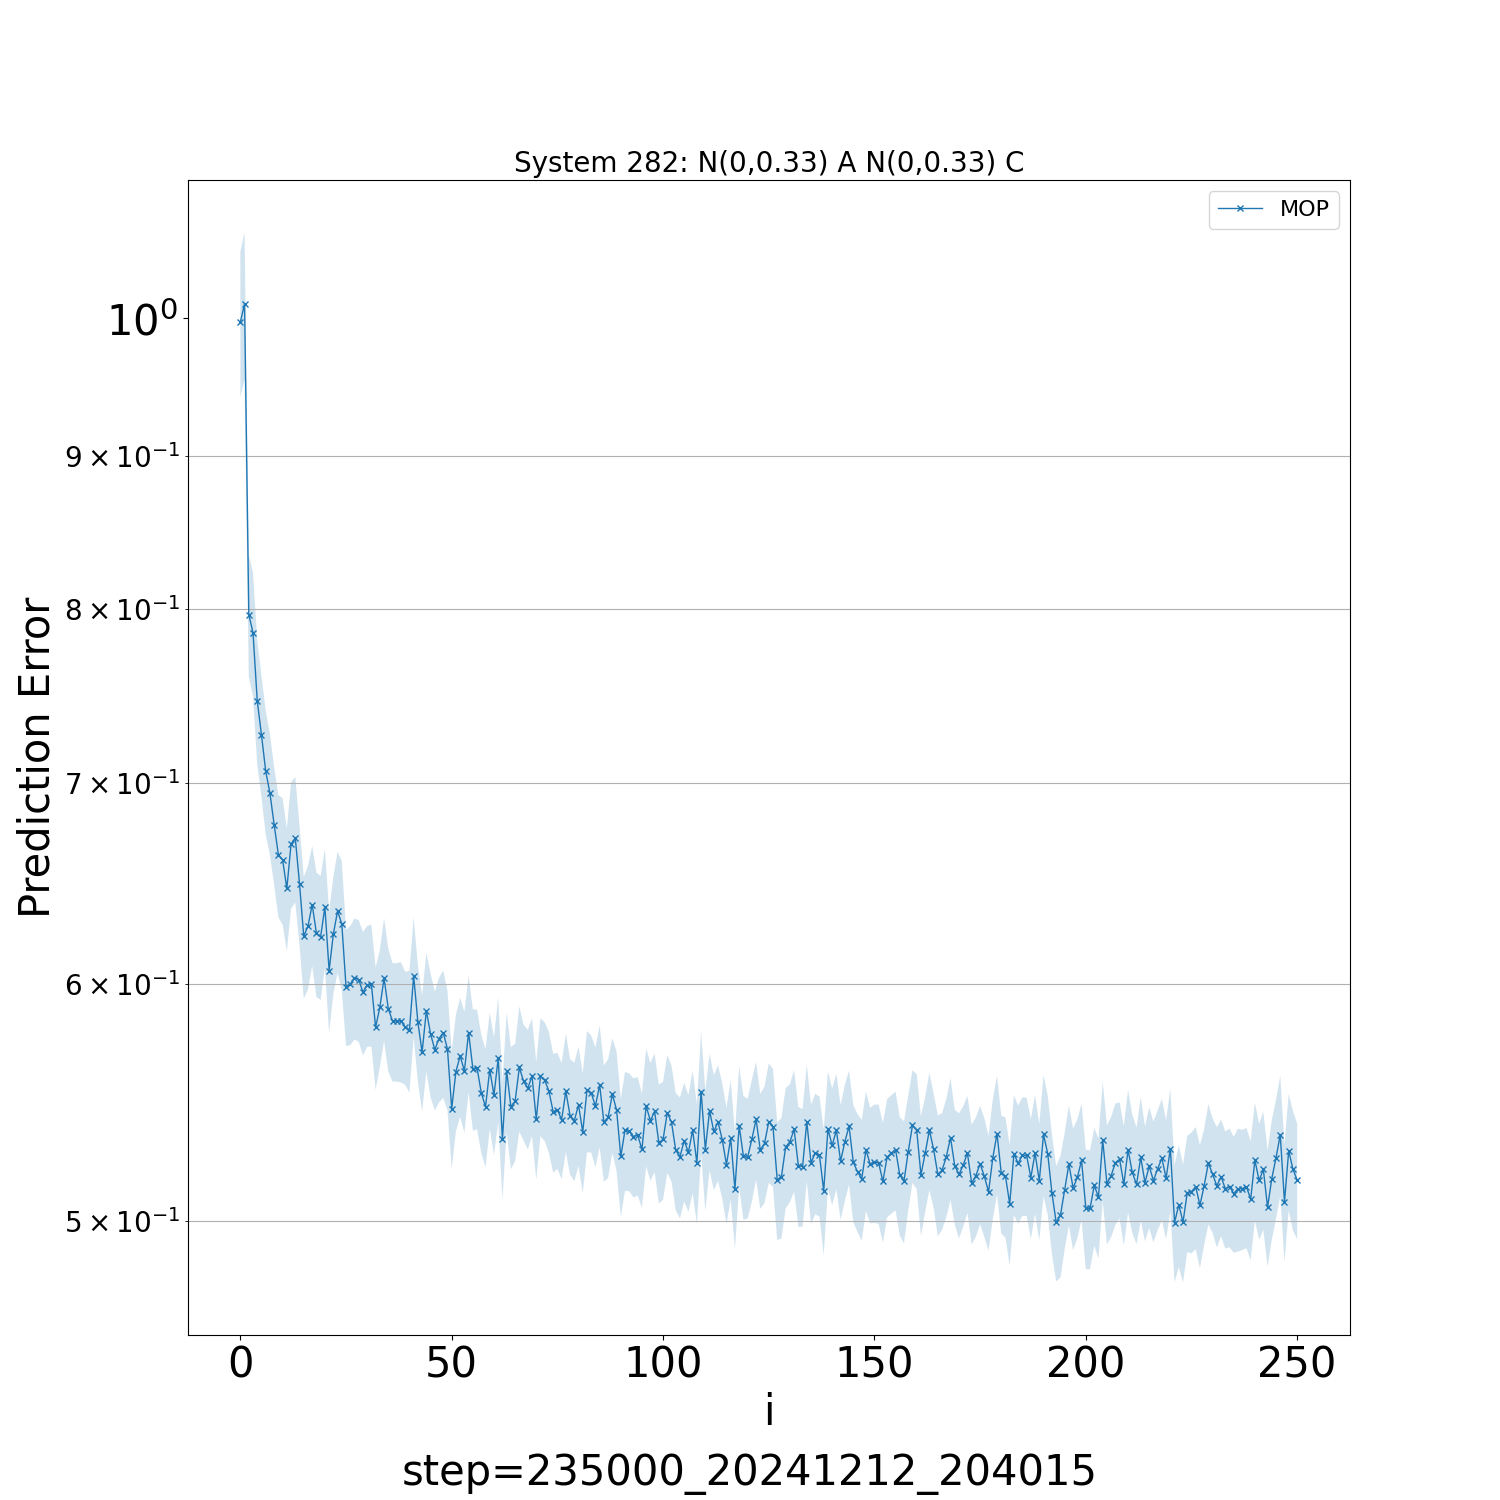 System 282: N(0,0.33) A N(0,0.33) C
MOP
10⁰
9 × 10⁻¹
8 × 10⁻¹
7 × 10⁻¹
6 × 10⁻¹
5 × 10⁻¹
Prediction Error
0 50 100 150 200 250
i
step=235000_20241212_204015